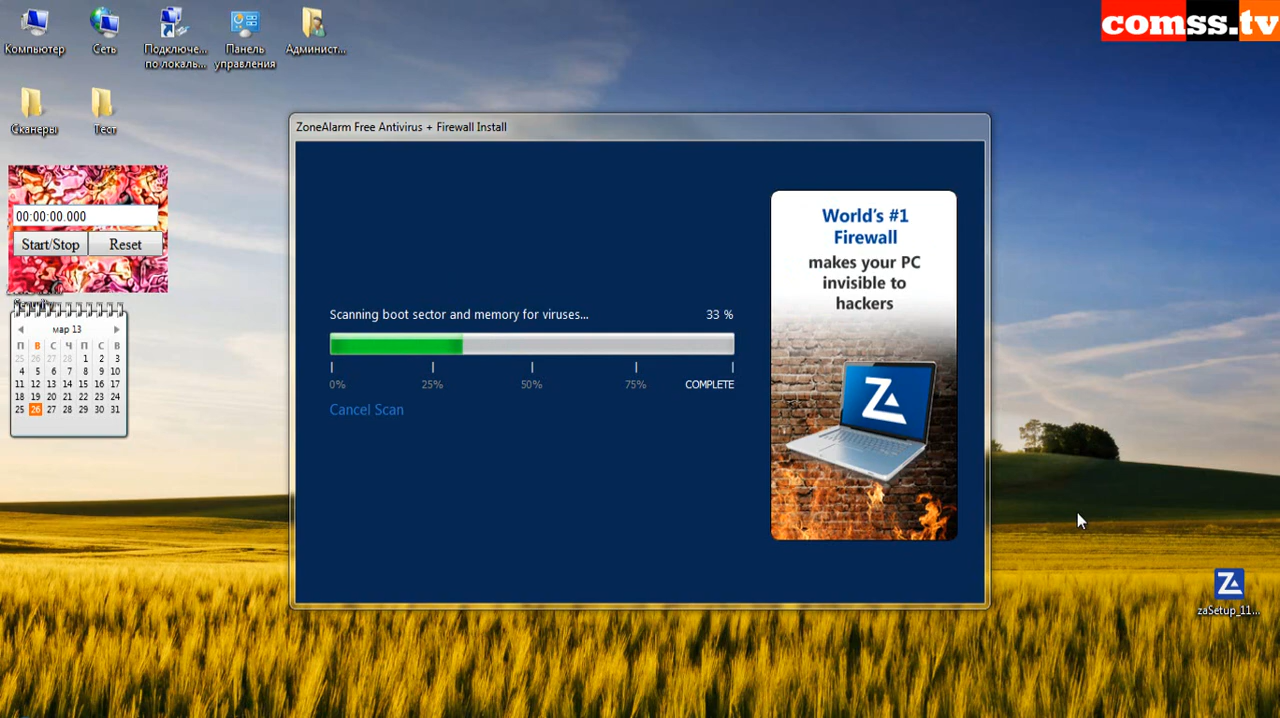 Компьютер
Сеть
Подключе...
по локаль...
Панель
управления
Админист...
comss.tv
Сканеры
Тест
ZoneAlarm Free Antivirus + Firewall Install
00:00:00.000
Start/Stop
Reset
World's #1
Firewall
makes your PC
invisible to
hackers
Scanning boot sector and memory for viruses...
33 %
0%
25%
50%
75%
COMPLETE
Cancel Scan
мар 13
П В С Ч П С В
25 26 27 28 1 2 3
4 5 6 7 8 9 10
11 12 13 14 15 16 17
18 19 20 21 22 23 24
25 26 27 28 29 30 31
zaSetup_11...